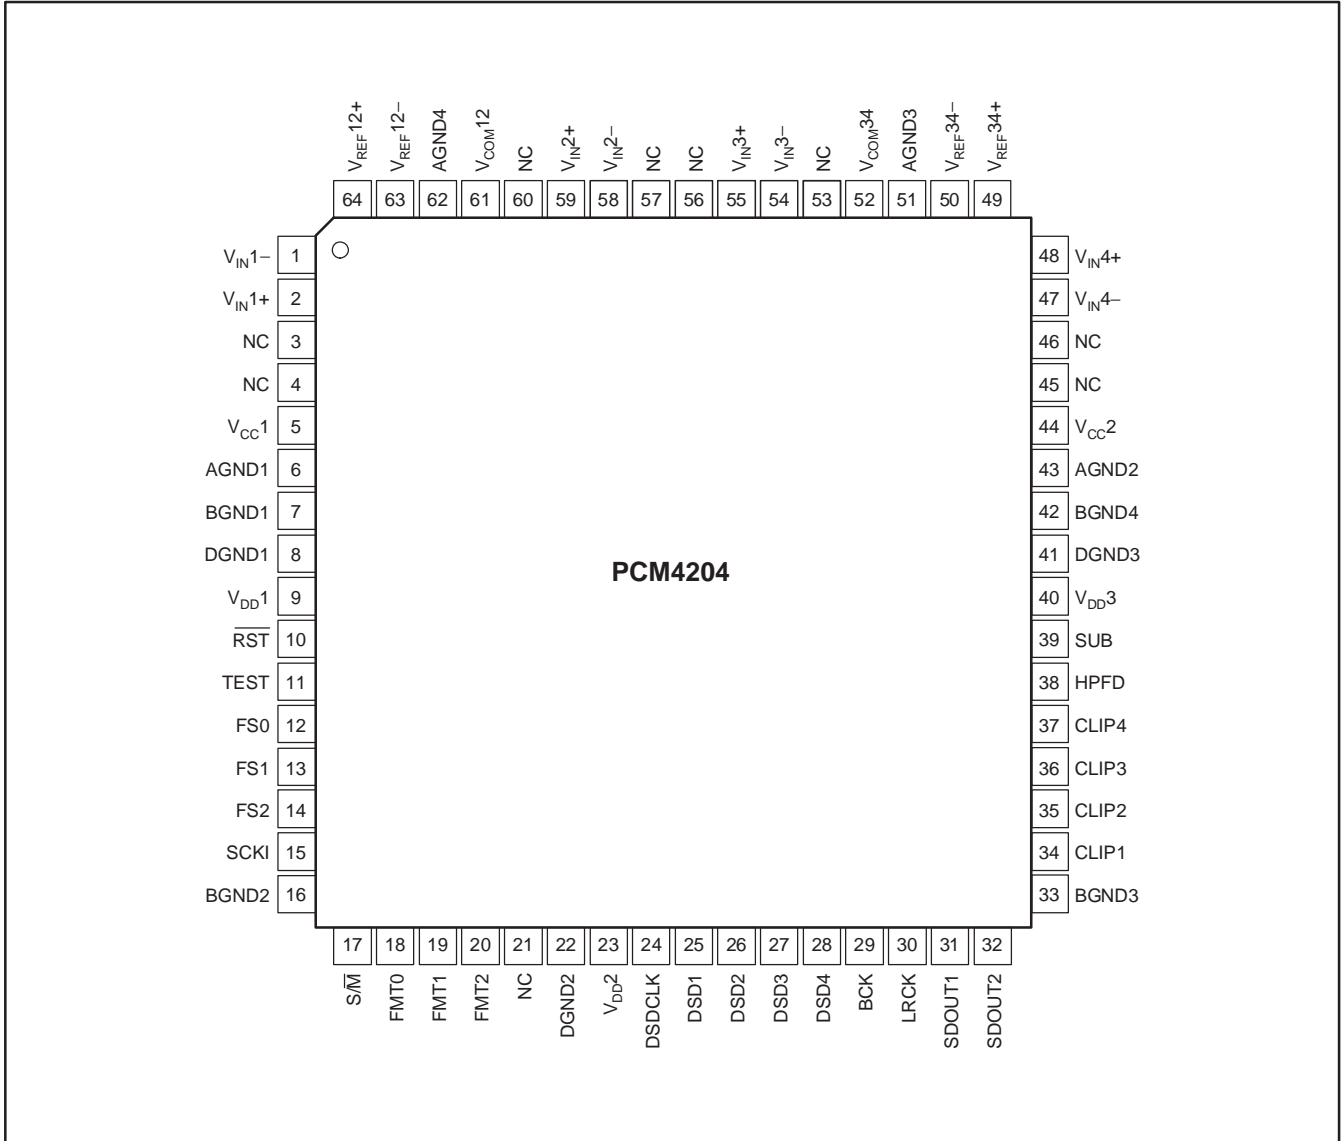 VREF12+ VREF12− AGND4 VCOM12 NC VIN2+ VIN2− NC NC VIN3+ VIN3− NC VCOM34 AGND3 VREF34− VREF34+
64 63 62 61 60 59 58 57 56 55 54 53 52 51 50 49
VIN1− 1 48 VIN4+
VIN1+ 2 47 VIN4−
NC 3 46 NC
NC 4 45 NC
VCC1 5 44 VCC2
AGND1 6 43 AGND2
BGND1 7 42 BGND4
DGND1 8 41 DGND3
PCM4204
VDD1 9 40 VDD3
R̅S̅T̅ 10 39 SUB
TEST 11 38 HPFD
FS0 12 37 CLIP4
FS1 13 36 CLIP3
FS2 14 35 CLIP2
SCKI 15 34 CLIP1
BGND2 16 33 BGND3
17 18 19 20 21 22 23 24 25 26 27 28 29 30 31 32
S/M̅ FMT0 FMT1 FMT2 NC DGND2 VDD2 DSDCLK DSD1 DSD2 DSD3 DSD4 BCK LRCK SDOUT1 SDOUT2